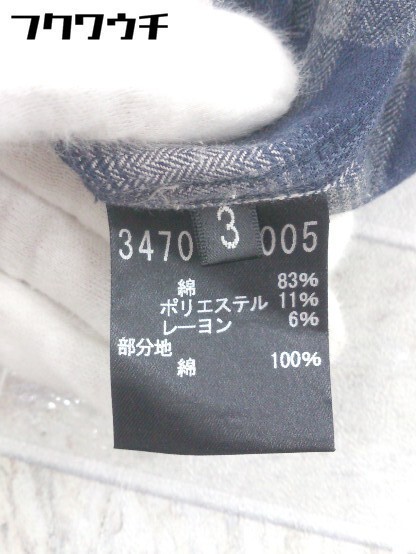 フクワウチ
3
3470 005
綿 83%
ポリエステル 11%
レーヨン 6%
部分地
綿 100%